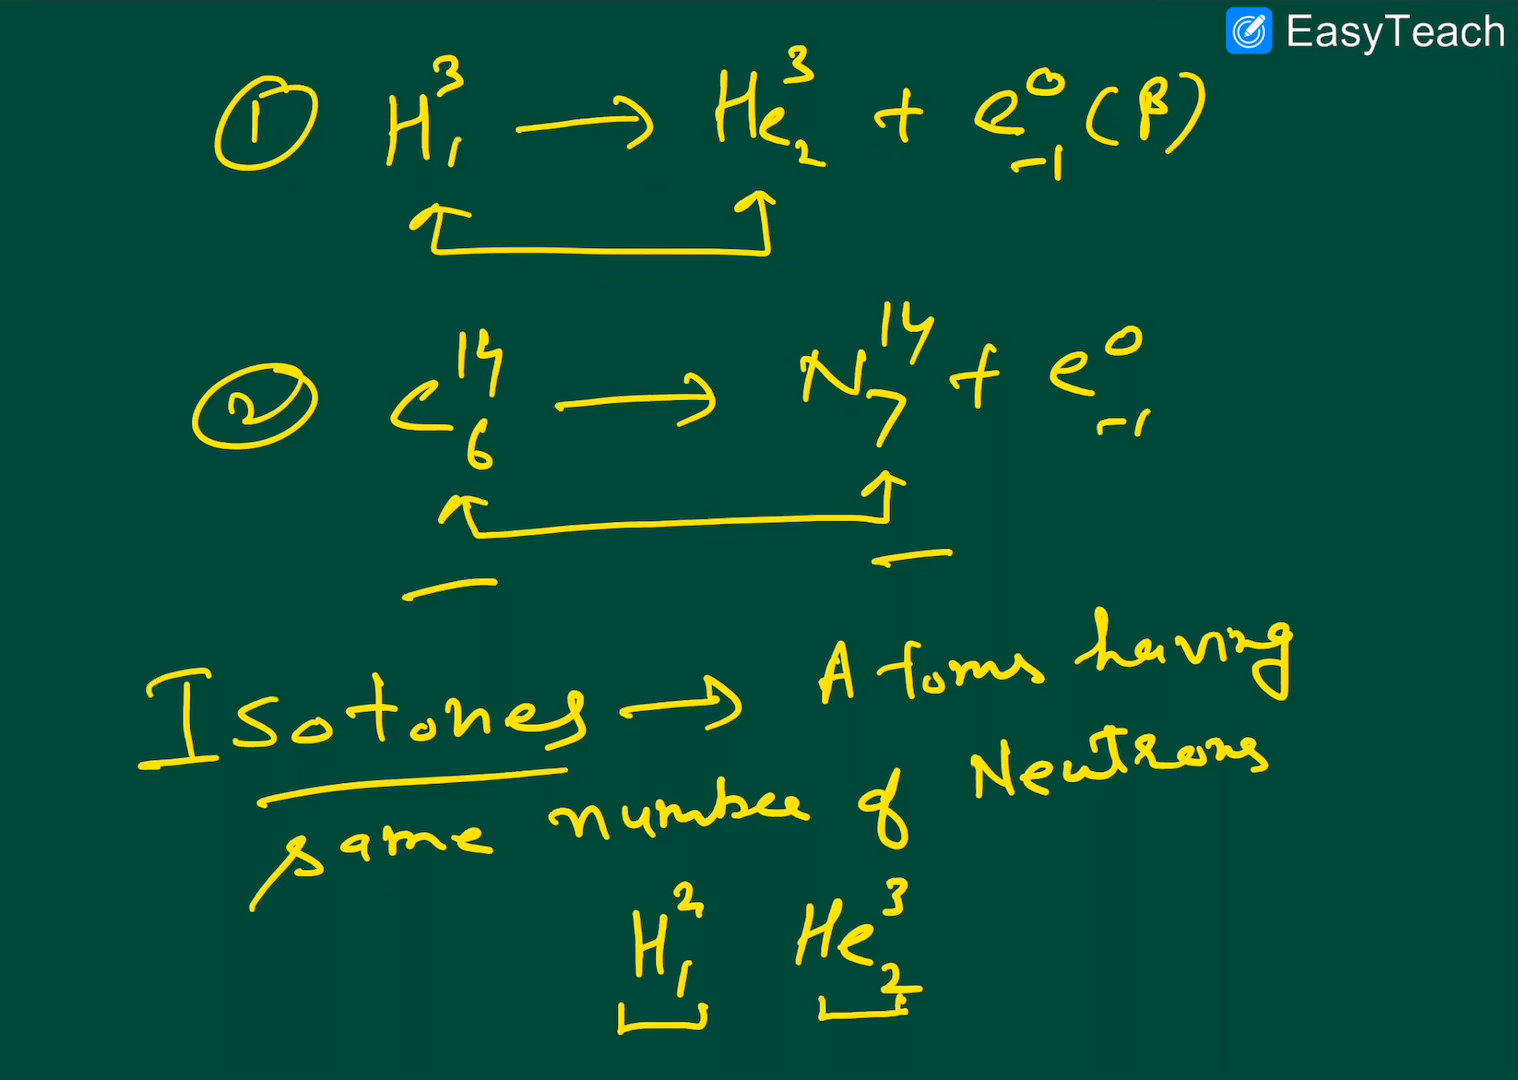 EasyTeach
① H³₁ → He³₂ + e⁰₋₁ (β)
② C¹⁴₆ → N¹⁴₇ + e⁰₋₁
Isotones → Atoms having
same number of Neutrons
H²₁ He³₂